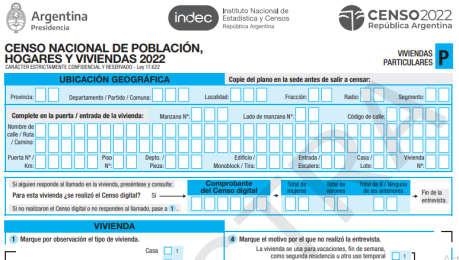 Argentina
Presidencia
indec
Instituto Nacional de
Estadística y Censos
República Argentina
CENSO2022
República Argentina
CENSO NACIONAL DE POBLACIÓN,
HOGARES Y VIVIENDAS 2022
CARÁCTER ESTRICTAMENTE CONFIDENCIAL Y RESERVADO - Ley 17.622
VIVIENDAS
PARTICULARES
P
UBICACIÓN GEOGRÁFICA
Copie del plano en la sede antes de salir a censar:
Provincia:
Departamento / Partido / Comuna:
Localidad:
Fracción:
Radio:
Segmento:
Complete en la puerta / entrada de la vivienda:
Manzana N°:
Lado de manzana N°:
Código de calle:
Nombre de
calle / Ruta
/ Camino:
Puerta N° /
Km:
Piso
N°:
Depto. /
Pieza:
Edificio /
Monoblock / Tira:
Entrada /
Escalera:
Casa /
Lote:
Vivienda
N°:
Si alguien responde al llamado en la vivienda, preséntese y consulte:
Para esta vivienda ¿se realizó el Censo digital? Si
Si no realizaron el Censo digital o no responden al llamado, pase a 1.
Comprobante
del Censo digital
Total de
mujeres
Total de
varones
Total de X / Ninguna
de las anteriores
Fin de la
entrevista.
VIVIENDA
1 Marque por observación el tipo de vivienda.
Casa 1
4 Marque el motivo por el que no realizó la entrevista.
La vivienda se usa para vacaciones, fin de semana,
como segunda residencia u otro uso temporal 1